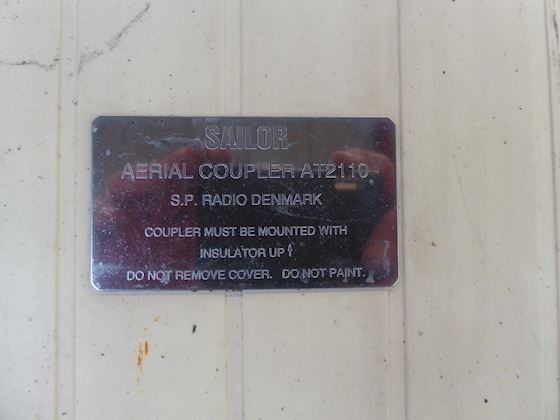 SAILOR
AERIAL COUPLER AT2110
S.P. RADIO DENMARK
COUPLER MUST BE MOUNTED WITH
INSULATOR UP !
DO NOT REMOVE COVER. DO NOT PAINT.